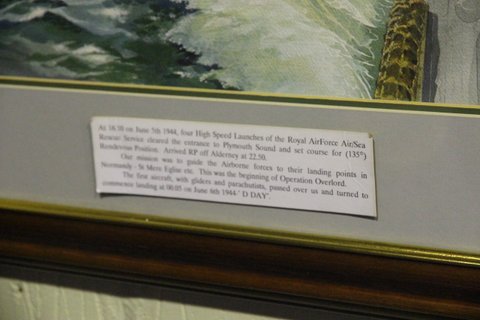 At 16.10 on June 5th 1944, four High Speed Launches of the Royal AirForce Air/Sea
Rescue Service cleared the entrance to Plymouth Sound and set course for (135º)
Rendevous Position. Arrived RP off Alderney at 22.50.
Our mission was to guide the Airborne forces to their landing points in
Normandy - St Mere Eglise etc. This was the beginning of Operation Overlord.
The first aircraft, with gliders and parachutists, passed over us and turned to
commence landing at 00.05 on June 6th 1944 ' D DAY'.